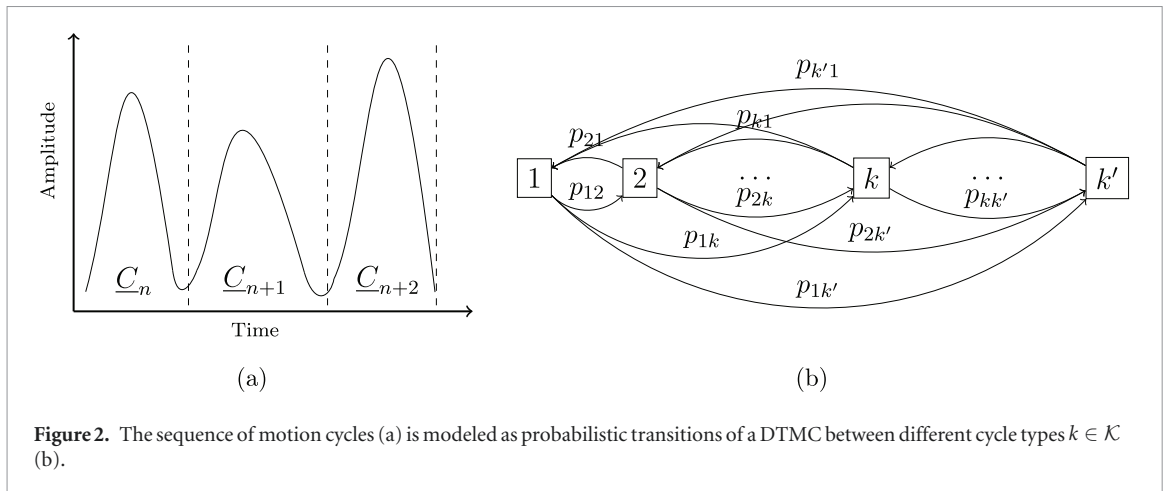 Amplitude
C_n
C_{n+1}
C_{n+2}
Time
(a)
p_{k'1}
p_{k1}
p_{21}
1
2
· · ·
k
· · ·
k'
p_{12}
p_{2k}
p_{kk'}
p_{1k}
p_{2k'}
p_{1k'}
(b)
Figure 2. The sequence of motion cycles (a) is modeled as probabilistic transitions of a DTMC between different cycle types k ∈ 𝒦
(b).